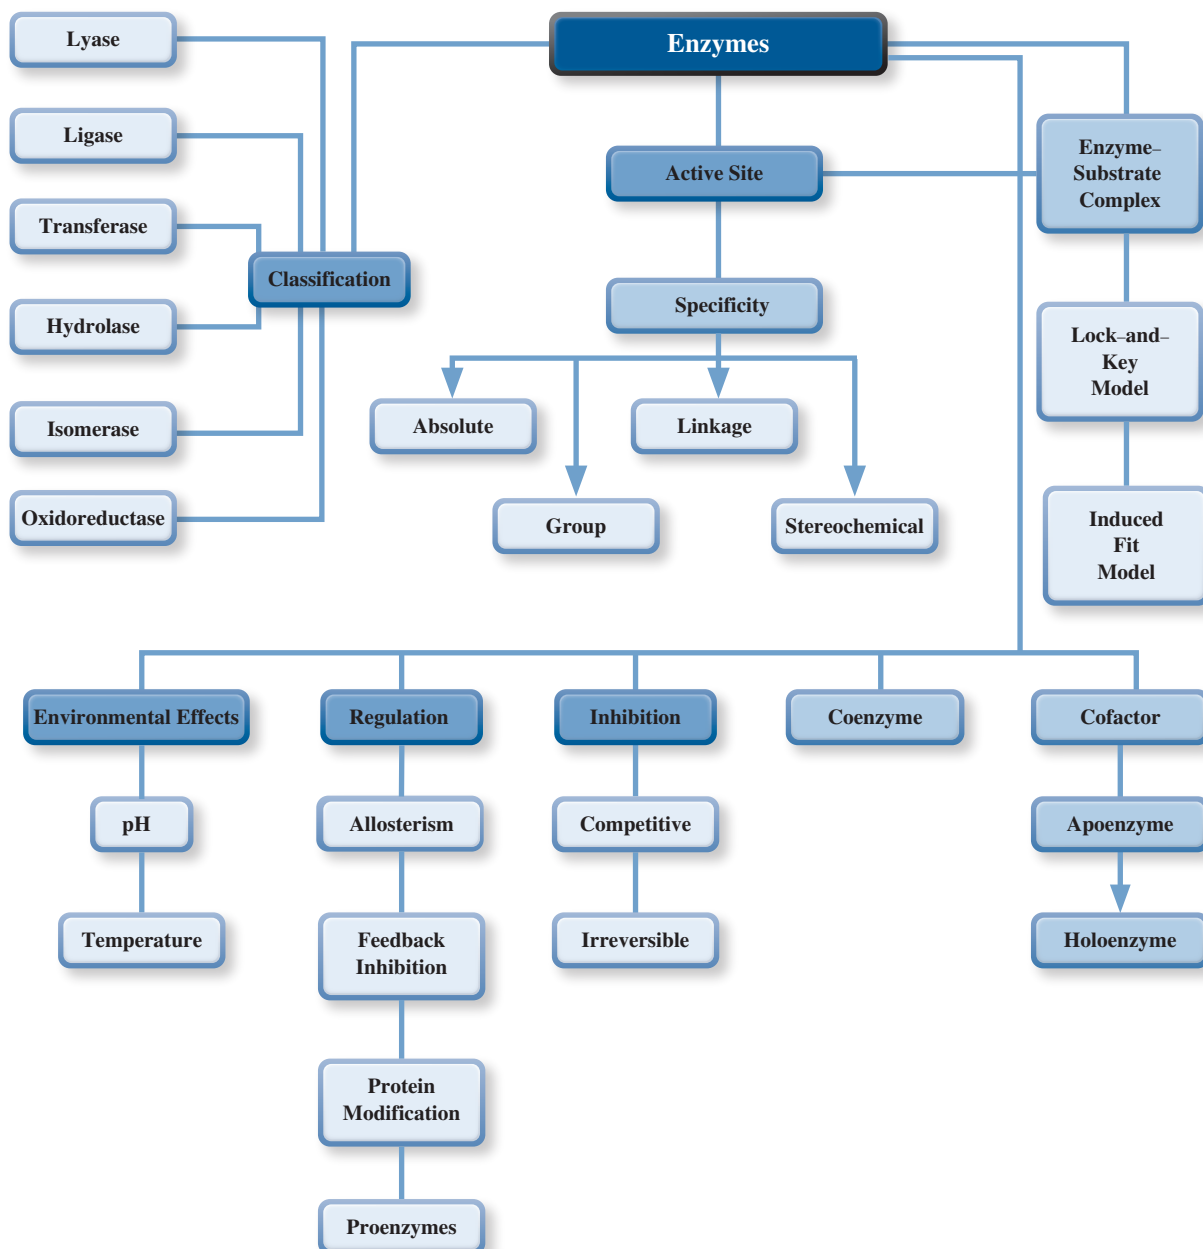 Enzymes
Lyase
Ligase
Transferase
Hydrolase
Isomerase
Oxidoreductase
Classification
Active Site
Specificity
Absolute
Linkage
Group
Stereochemical
Enzyme–
Substrate
Complex
Lock–and–
Key
Model
Induced
Fit
Model
Environmental Effects
pH
Temperature
Regulation
Allosterism
Feedback
Inhibition
Protein
Modification
Proenzymes
Inhibition
Competitive
Irreversible
Coenzyme
Cofactor
Apoenzyme
Holoenzyme